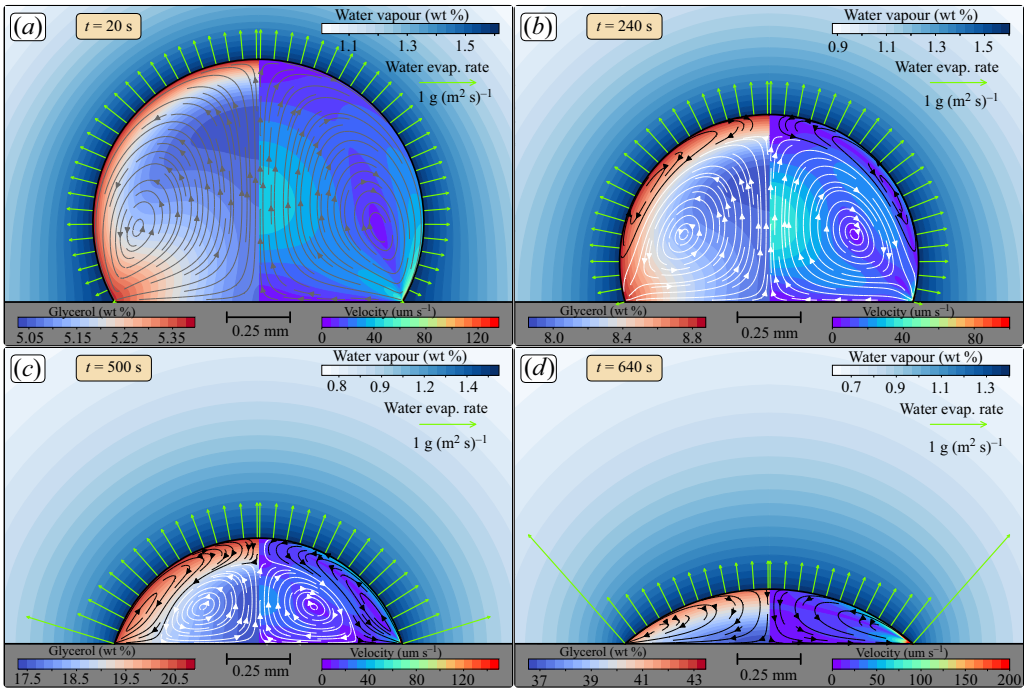 (a)
t = 20 s
Water vapour (wt %)
1.1 1.3 1.5
Water evap. rate
1 g (m² s)⁻¹
Glycerol (wt %)
5.05 5.15 5.25 5.35
0.25 mm
Velocity (um s⁻¹)
0 40 80 120
(b)
t = 240 s
Water vapour (wt %)
0.9 1.1 1.3 1.5
Water evap. rate
1 g (m² s)⁻¹
Glycerol (wt %)
8.0 8.4 8.8
0.25 mm
Velocity (um s⁻¹)
0 40 80
(c)
t = 500 s
Water vapour (wt %)
0.8 0.9 1.2 1.4
Water evap. rate
1 g (m² s)⁻¹
Glycerol (wt %)
17.5 18.5 19.5 20.5
0.25 mm
Velocity (um s⁻¹)
0 40 80 120
(d)
t = 640 s
Water vapour (wt %)
0.7 0.9 1.1 1.3
Water evap. rate
1 g (m² s)⁻¹
Glycerol (wt %)
37 39 41 43
0.25 mm
Velocity (um s⁻¹)
0 50 100 150 200